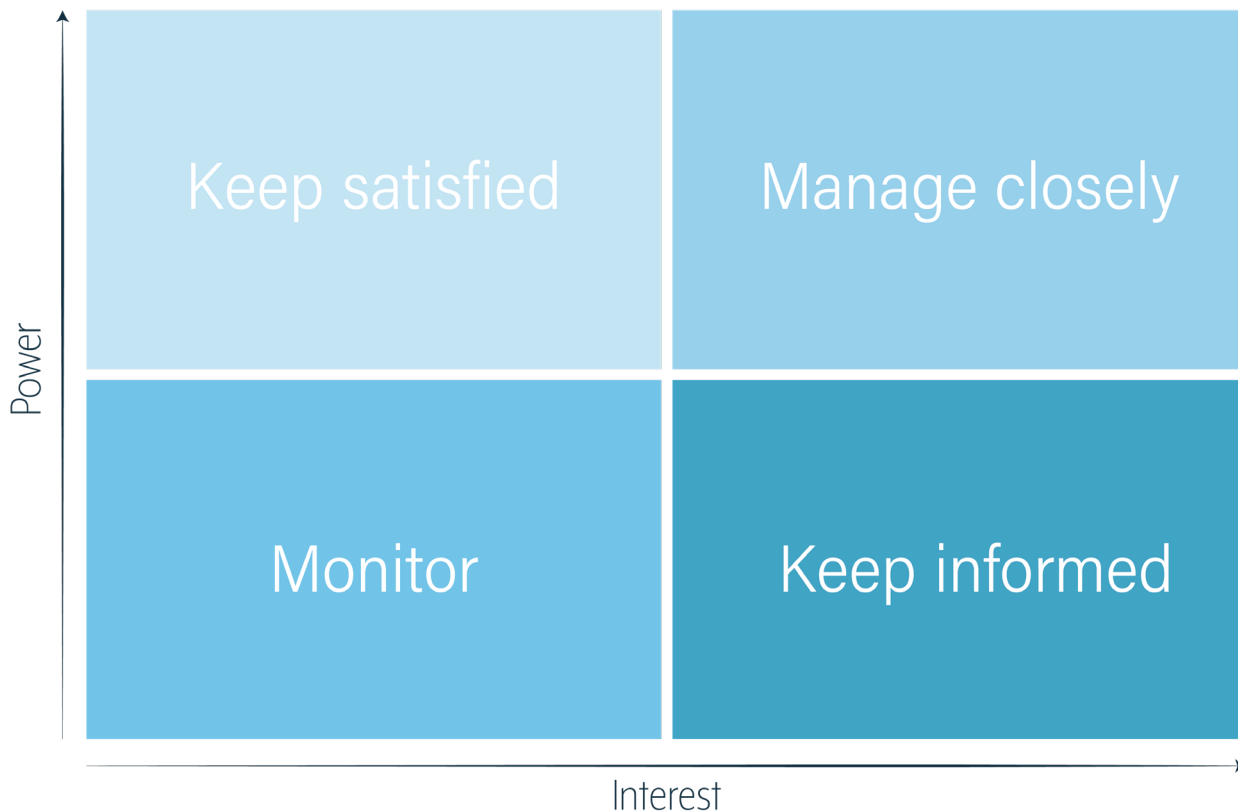 Keep satisfied
Manage closely
Power
Monitor
Keep informed
Interest